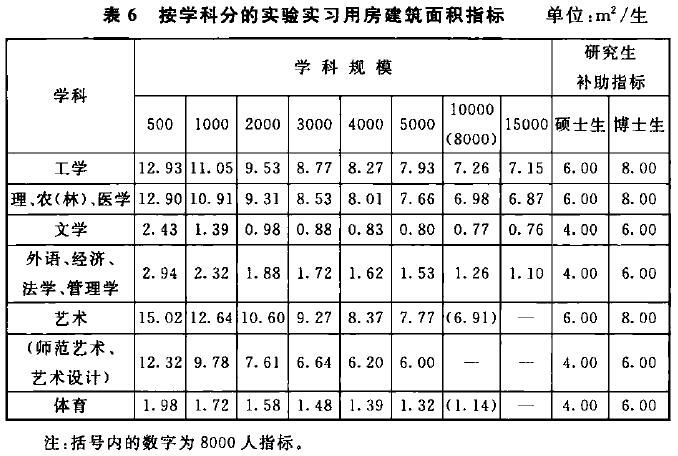 表6 按学科分的实验实习用房建筑面积指标 单位:m²/生
学科 学科规模 研究生
补助指标
500 1000 2000 3000 4000 5000 10000
(8000) 15000 硕士生 博士生
工学 12.93 11.05 9.53 8.77 8.27 7.93 7.26 7.15 6.00 8.00
理、农(林)、医学 12.90 10.91 9.31 8.53 8.01 7.66 6.98 6.87 6.00 8.00
文学 2.43 1.39 0.98 0.88 0.83 0.80 0.77 0.76 4.00 6.00
外语、经济、
法学、管理学 2.94 2.32 1.88 1.72 1.62 1.53 1.26 1.10 4.00 6.00
艺术 15.02 12.64 10.60 9.27 8.37 7.77 (6.91) — 6.00 8.00
(师范艺术、
艺术设计) 12.32 9.78 7.61 6.64 6.20 6.00 — — 4.00 6.00
体育 1.98 1.72 1.58 1.48 1.39 1.32 (1.14) — 4.00 6.00
注:括号内的数字为8000人指标。